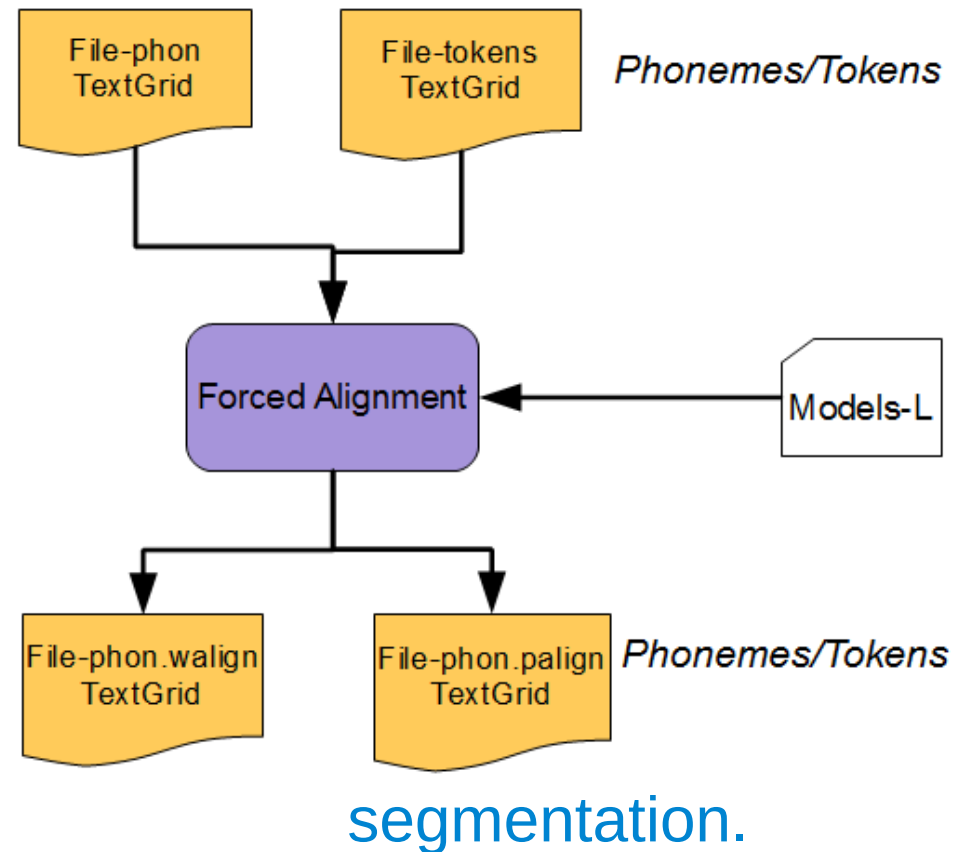 File-phon
TextGrid
File-tokens
TextGrid
Phonemes/Tokens
Forced Alignment
Models-L
File-phon.walign
TextGrid
File-phon.palign
TextGrid
Phonemes/Tokens
segmentation.